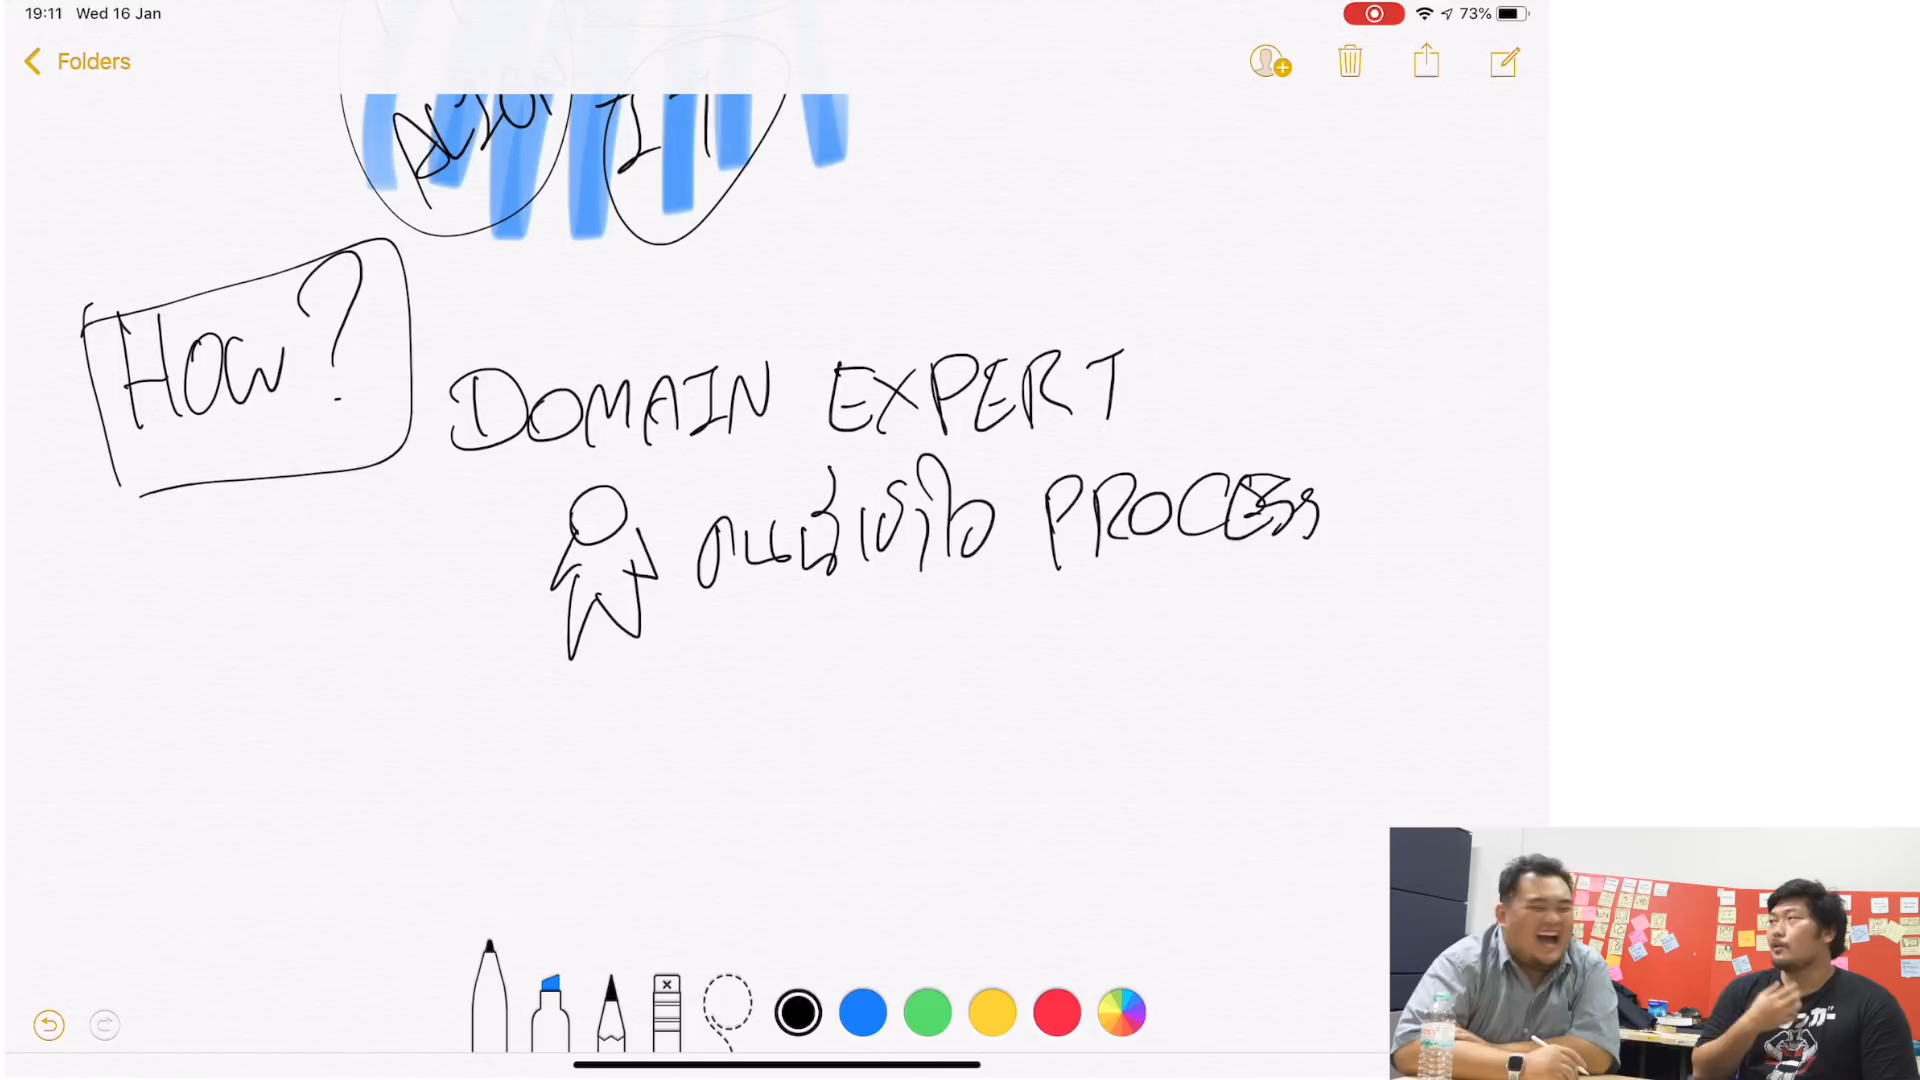 19:11 Wed 16 Jan
73%
Folders
IT
How?
DOMAIN EXPERT
คนที่เข้าใจ PROCESS